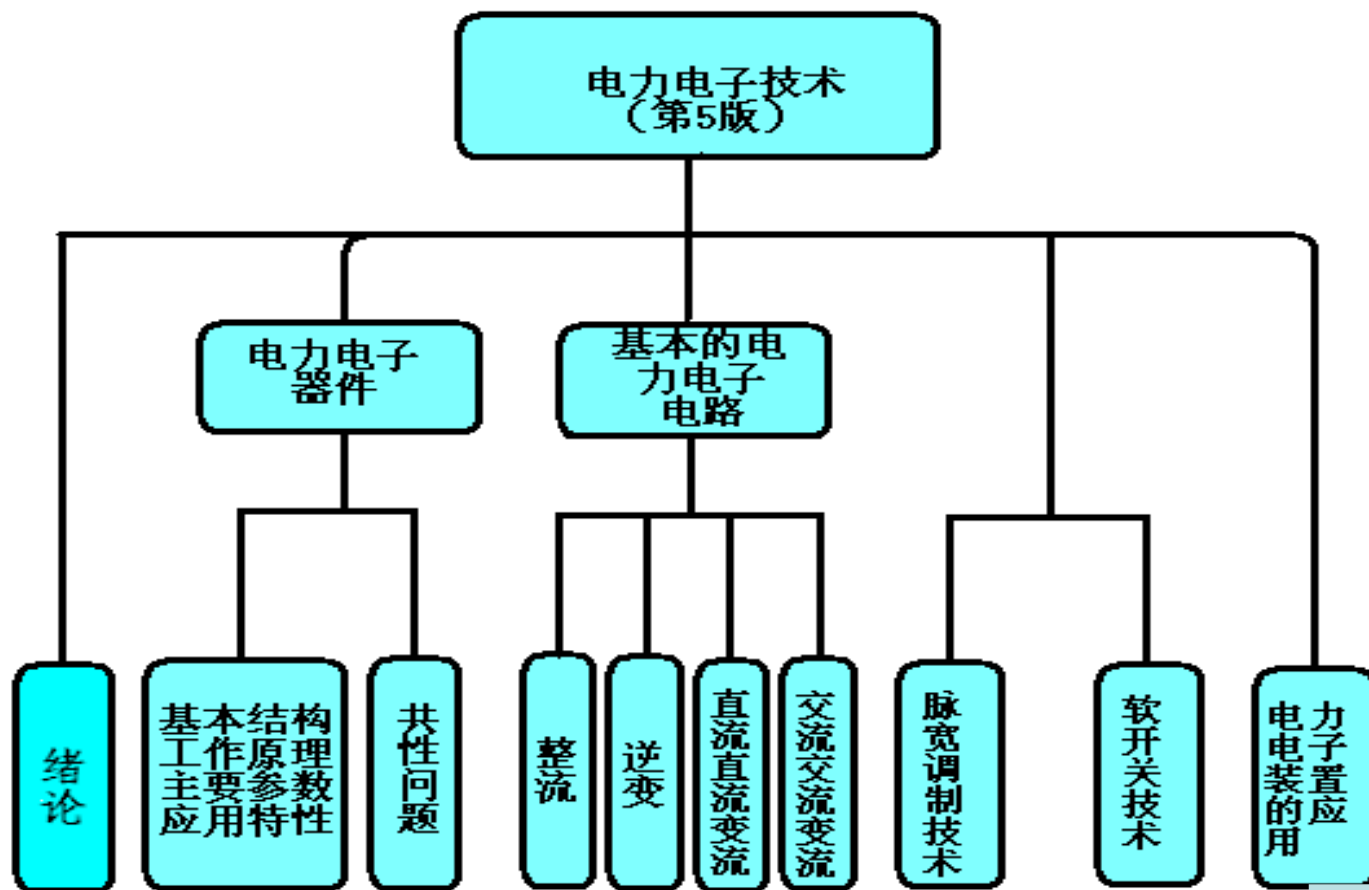 电力电子技术
（第5版）
电力电子
器件
基本的电
力电子
电路
绪论
基本结构
工作原理
主要参数
应用特性
共性问题
整流
逆变
直流直流变流
交流交流变流
脉宽调制技术
软开关技术
电力
电子
装置
的应
用